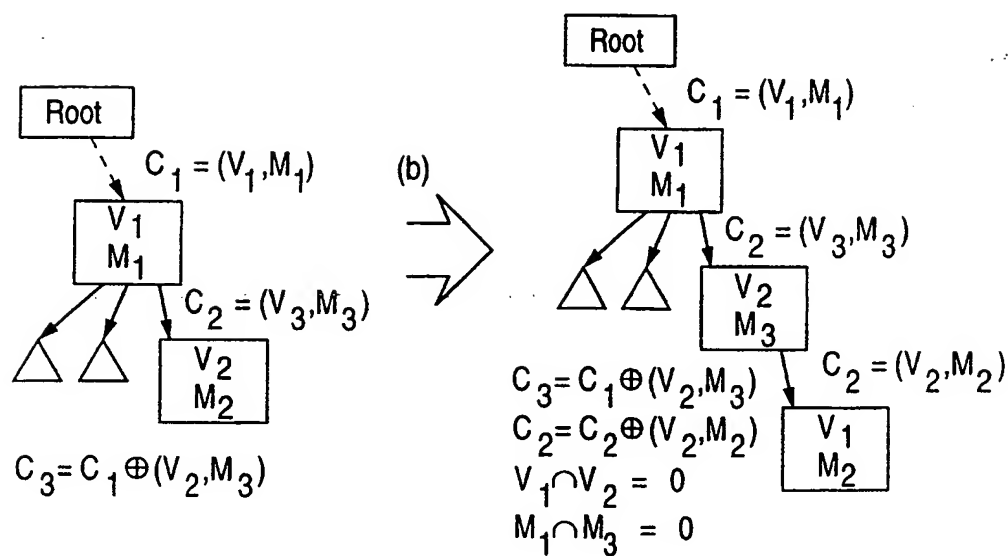 Root
C1 = (V1,M1)
V1
M1
C2 = (V3,M3)
V2
M2
C3 = C1 ⊕ (V2,M3)
(b)
Root
C1 = (V1,M1)
V1
M1
C2 = (V3,M3)
V2
M3
C2 = (V2,M2)
V1
M2
C3 = C1 ⊕ (V2,M3)
C2 = C2 ⊕ (V2,M2)
V1∩V2 = 0
M1∩M3 = 0